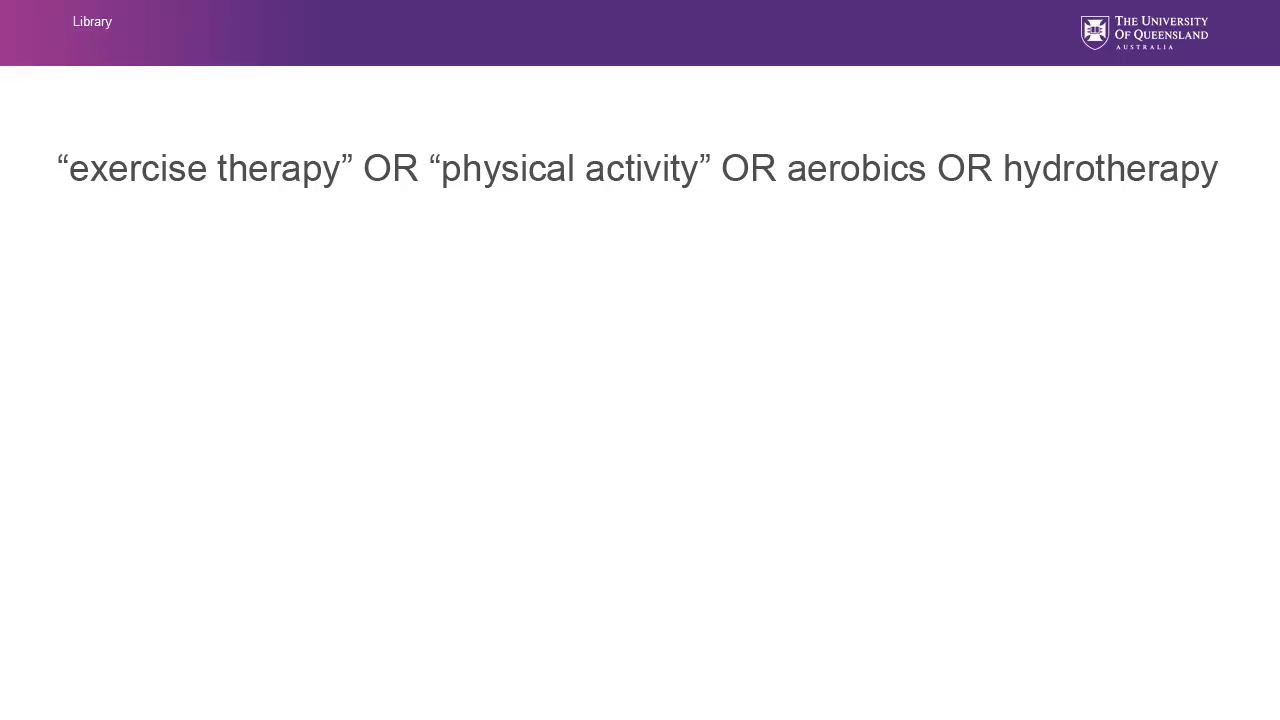 Library
THE UNIVERSITY
OF QUEENSLAND
AUSTRALIA
“exercise therapy” OR “physical activity” OR aerobics OR hydrotherapy